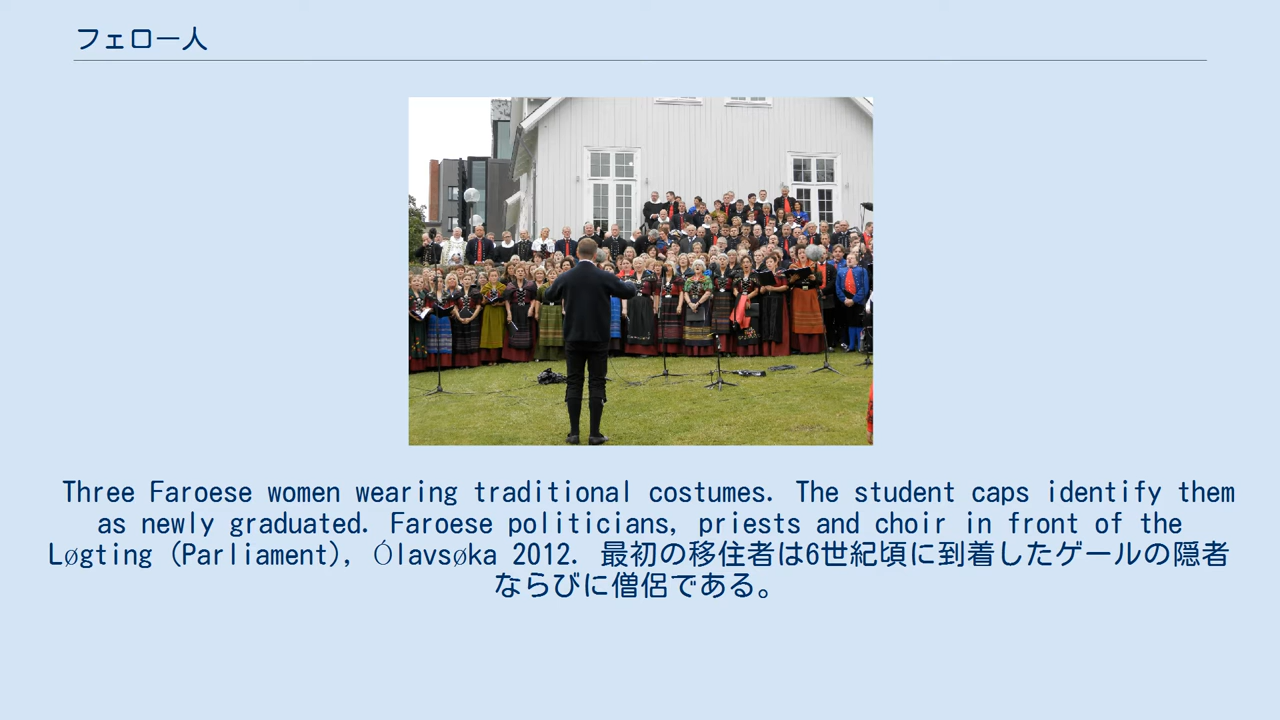 フェロー人
Three Faroese women wearing traditional costumes. The student caps identify them
as newly graduated. Faroese politicians, priests and choir in front of the
Løgting (Parliament), Ólavsøka 2012. 最初の移住者は6世紀頃に到着したゲールの隠者
ならびに僧侶である。